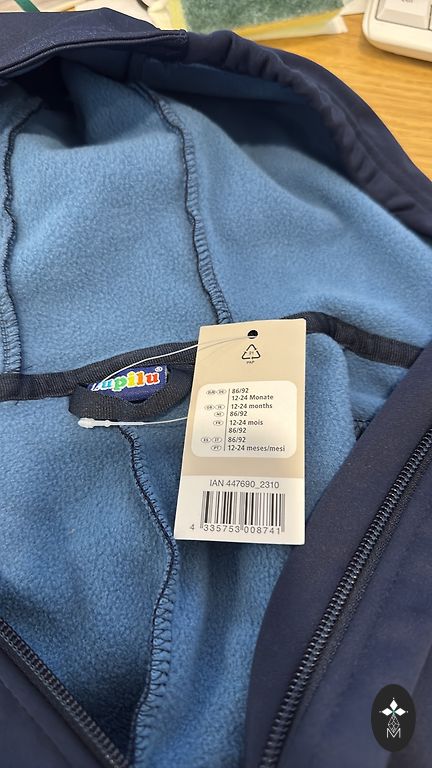 lupilu®
21
PAP
86/92
12-24 Monate
12-24 months
86/92
12-24 mois
86/92
86/92
12-24 meses/mesi
IAN 447690_2310
4 335753 008741
M